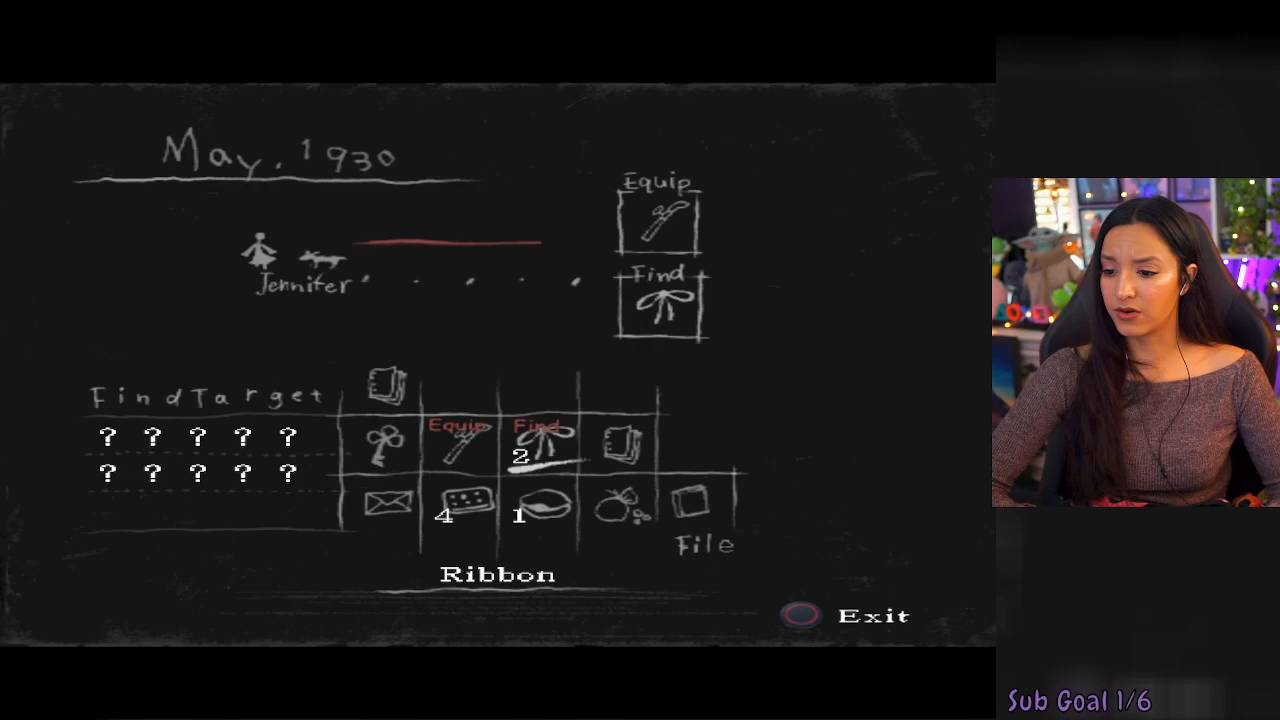 May. 1930
Equip
Jennifer
Find
FindTarget
? ? ? ? ?
? ? ? ? ?
Equip
Find
2
4
1
File
Ribbon
Exit
Sub Goal 1/6